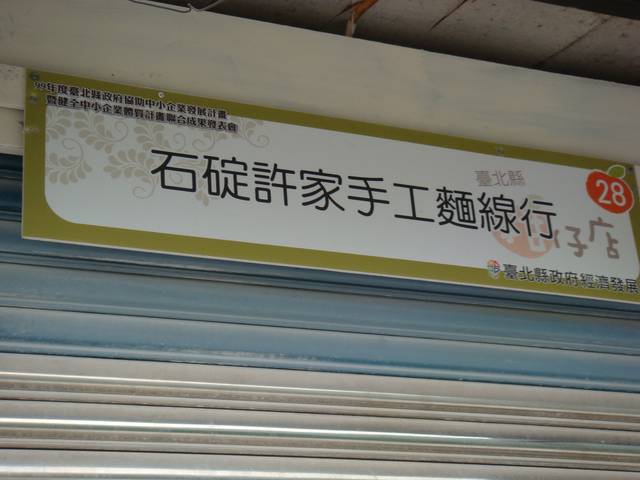 99年度臺北縣政府協助中小企業發展計畫
暨健全中小企業體質計畫聯合成果發表會
臺北縣
28
石碇許家手工麵線行
仔店
臺北縣政府經濟發展